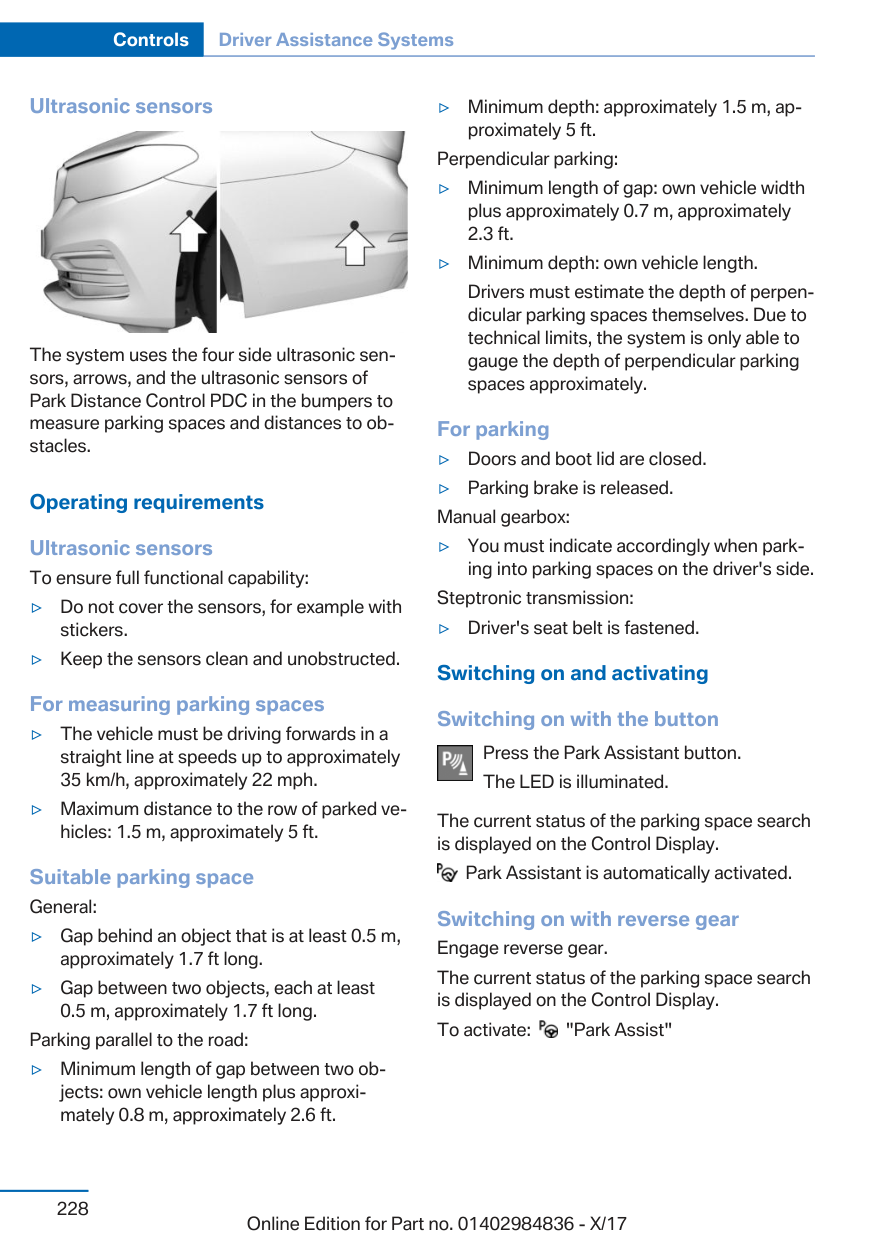 Controls Driver Assistance Systems
Ultrasonic sensors
The system uses the four side ultrasonic sen-
sors, arrows, and the ultrasonic sensors of
Park Distance Control PDC in the bumpers to
measure parking spaces and distances to ob-
stacles.
Operating requirements
Ultrasonic sensors
To ensure full functional capability:
▷ Do not cover the sensors, for example with
stickers.
▷ Keep the sensors clean and unobstructed.
For measuring parking spaces
▷ The vehicle must be driving forwards in a
straight line at speeds up to approximately
35 km/h, approximately 22 mph.
▷ Maximum distance to the row of parked ve-
hicles: 1.5 m, approximately 5 ft.
Suitable parking space
General:
▷ Gap behind an object that is at least 0.5 m,
approximately 1.7 ft long.
▷ Gap between two objects, each at least
0.5 m, approximately 1.7 ft long.
Parking parallel to the road:
▷ Minimum length of gap between two ob-
jects: own vehicle length plus approxi-
mately 0.8 m, approximately 2.6 ft.
▷ Minimum depth: approximately 1.5 m, ap-
proximately 5 ft.
Perpendicular parking:
▷ Minimum length of gap: own vehicle width
plus approximately 0.7 m, approximately
2.3 ft.
▷ Minimum depth: own vehicle length.
Drivers must estimate the depth of perpen-
dicular parking spaces themselves. Due to
technical limits, the system is only able to
gauge the depth of perpendicular parking
spaces approximately.
For parking
▷ Doors and boot lid are closed.
▷ Parking brake is released.
Manual gearbox:
▷ You must indicate accordingly when park-
ing into parking spaces on the driver's side.
Steptronic transmission:
▷ Driver's seat belt is fastened.
Switching on and activating
Switching on with the button
P Press the Park Assistant button.
The LED is illuminated.
The current status of the parking space search
is displayed on the Control Display.
P Park Assistant is automatically activated.
Switching on with reverse gear
Engage reverse gear.
The current status of the parking space search
is displayed on the Control Display.
To activate: P "Park Assist"
228
Online Edition for Part no. 01402984836 - X/17